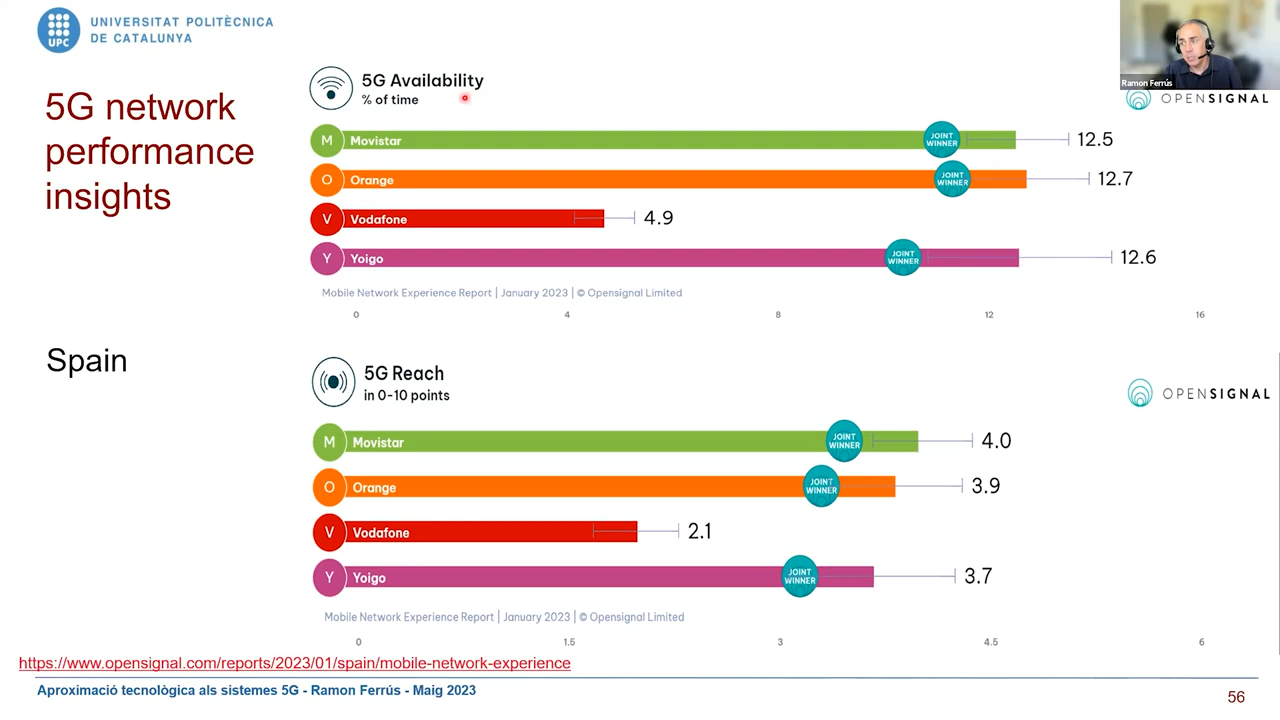 UNIVERSITAT POLITÈCNICA
DE CATALUNYA
UPC
Ramon Ferrús
5G network
performance
insights
5G Availability
% of time
OPENSIGNAL
M Movistar JOINT WINNER 12.5
O Orange JOINT WINNER 12.7
V Vodafone 4.9
Y Yoigo JOINT WINNER 12.6
Mobile Network Experience Report | January 2023 | © Opensignal Limited
0 4 8 12 16
Spain
5G Reach
in 0-10 points
OPENSIGNAL
M Movistar JOINT WINNER 4.0
O Orange JOINT WINNER 3.9
V Vodafone 2.1
Y Yoigo JOINT WINNER 3.7
Mobile Network Experience Report | January 2023 | © Opensignal Limited
0 1.5 3 4.5 6
https://www.opensignal.com/reports/2023/01/spain/mobile-network-experience
Aproximació tecnològica als sistemes 5G - Ramon Ferrús - Maig 2023
56